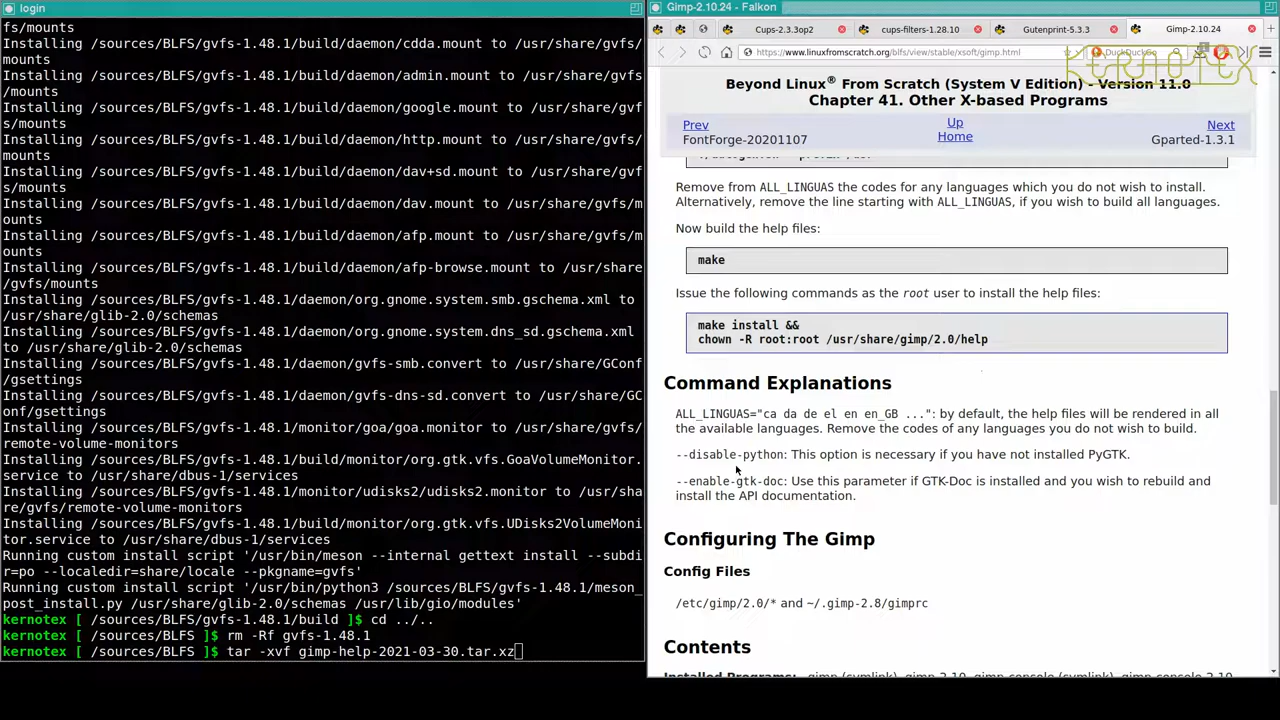 login
fs/mounts
Installing /sources/BLFS/gvfs-1.48.1/build/daemon/cdda.mount to /usr/share/gvfs/
mounts
Installing /sources/BLFS/gvfs-1.48.1/build/daemon/admin.mount to /usr/share/gvfs
/mounts
Installing /sources/BLFS/gvfs-1.48.1/build/daemon/google.mount to /usr/share/gv
fs/mounts
Installing /sources/BLFS/gvfs-1.48.1/build/daemon/http.mount to /usr/share/gvfs/
mounts
Installing /sources/BLFS/gvfs-1.48.1/build/daemon/dav+sd.mount to /usr/share/gvf
s/mounts
Installing /sources/BLFS/gvfs-1.48.1/build/daemon/dav.mount to /usr/share/gvfs/m
ounts
Installing /sources/BLFS/gvfs-1.48.1/build/daemon/afp.mount to /usr/share/gvfs/m
ounts
Installing /sources/BLFS/gvfs-1.48.1/build/daemon/afp-browse.mount to /usr/share
/gvfs/mounts
Installing /sources/BLFS/gvfs-1.48.1/daemon/org.gnome.system.smb.gschema.xml to
/usr/share/glib-2.0/schemas
Installing /sources/BLFS/gvfs-1.48.1/daemon/org.gnome.system.dns_sd.gschema.xml
to /usr/share/glib-2.0/schemas
Installing /sources/BLFS/gvfs-1.48.1/daemon/gvfs-smb.convert to /usr/share/GConf
/gsettings
Installing /sources/BLFS/gvfs-1.48.1/daemon/gvfs-dns-sd.convert to /usr/share/GC
onf/gsettings
Installing /sources/BLFS/gvfs-1.48.1/monitor/goa/goa.monitor to /usr/share/gvfs/
remote-volume-monitors
Installing /sources/BLFS/gvfs-1.48.1/build/monitor/org.gtk.vfs.GoaVolumeMonitor.
service to /usr/share/dbus-1/services
Installing /sources/BLFS/gvfs-1.48.1/monitor/udisks2/udisks2.monitor to /usr/sha
re/gvfs/remote-volume-monitors
Installing /sources/BLFS/gvfs-1.48.1/build/monitor/org.gtk.vfs.UDisks2VolumeMoni
tor.service to /usr/share/dbus-1/services
Running custom install script '/usr/bin/meson --internal gettext install --subdi
r=po --localedir=share/locale --pkgname=gvfs'
Running custom install script '/usr/bin/python3 /sources/BLFS/gvfs-1.48.1/meson_
post_install.py /usr/share/glib-2.0/schemas /usr/lib/gio/modules'
kernotex [ /sources/BLFS/gvfs-1.48.1/build ]$ cd ../..
kernotex [ /sources/BLFS ]$ rm -Rf gvfs-1.48.1
kernotex [ /sources/BLFS ]$ tar -xvf gimp-help-2021-03-30.tar.xz
Gimp-2.10.24 - Falkon
Cups-2.3.3op2
cups-filters-1.28.10
Gutenprint-5.3.3
Gimp-2.10.24
https://www.linuxfromscratch.org/blfs/view/stable/xsoft/gimp.html
DuckDuckGo
KERNOTEX
Beyond Linux® From Scratch (System V Edition) - Version 11.0
Chapter 41. Other X-based Programs
Prev
Up
Next
FontForge-20201107
Home
Gparted-1.3.1
Remove from ALL_LINGUAS the codes for any languages which you do not wish to install.
Alternatively, remove the line starting with ALL_LINGUAS, if you wish to build all languages.
Now build the help files:
make
Issue the following commands as the root user to install the help files:
make install &&
chown -R root:root /usr/share/gimp/2.0/help
Command Explanations
ALL_LINGUAS="ca da de el en en_GB ...": by default, the help files will be rendered in all
the available languages. Remove the codes of any languages you do not wish to build.
--disable-python: This option is necessary if you have not installed PyGTK.
--enable-gtk-doc: Use this parameter if GTK-Doc is installed and you wish to rebuild and
install the API documentation.
Configuring The Gimp
Config Files
/etc/gimp/2.0/* and ~/.gimp-2.8/gimprc
Contents
Installed Programs: gimp (symlink), gimp-2.10, gimp-console (symlink), gimp-console-2.10,